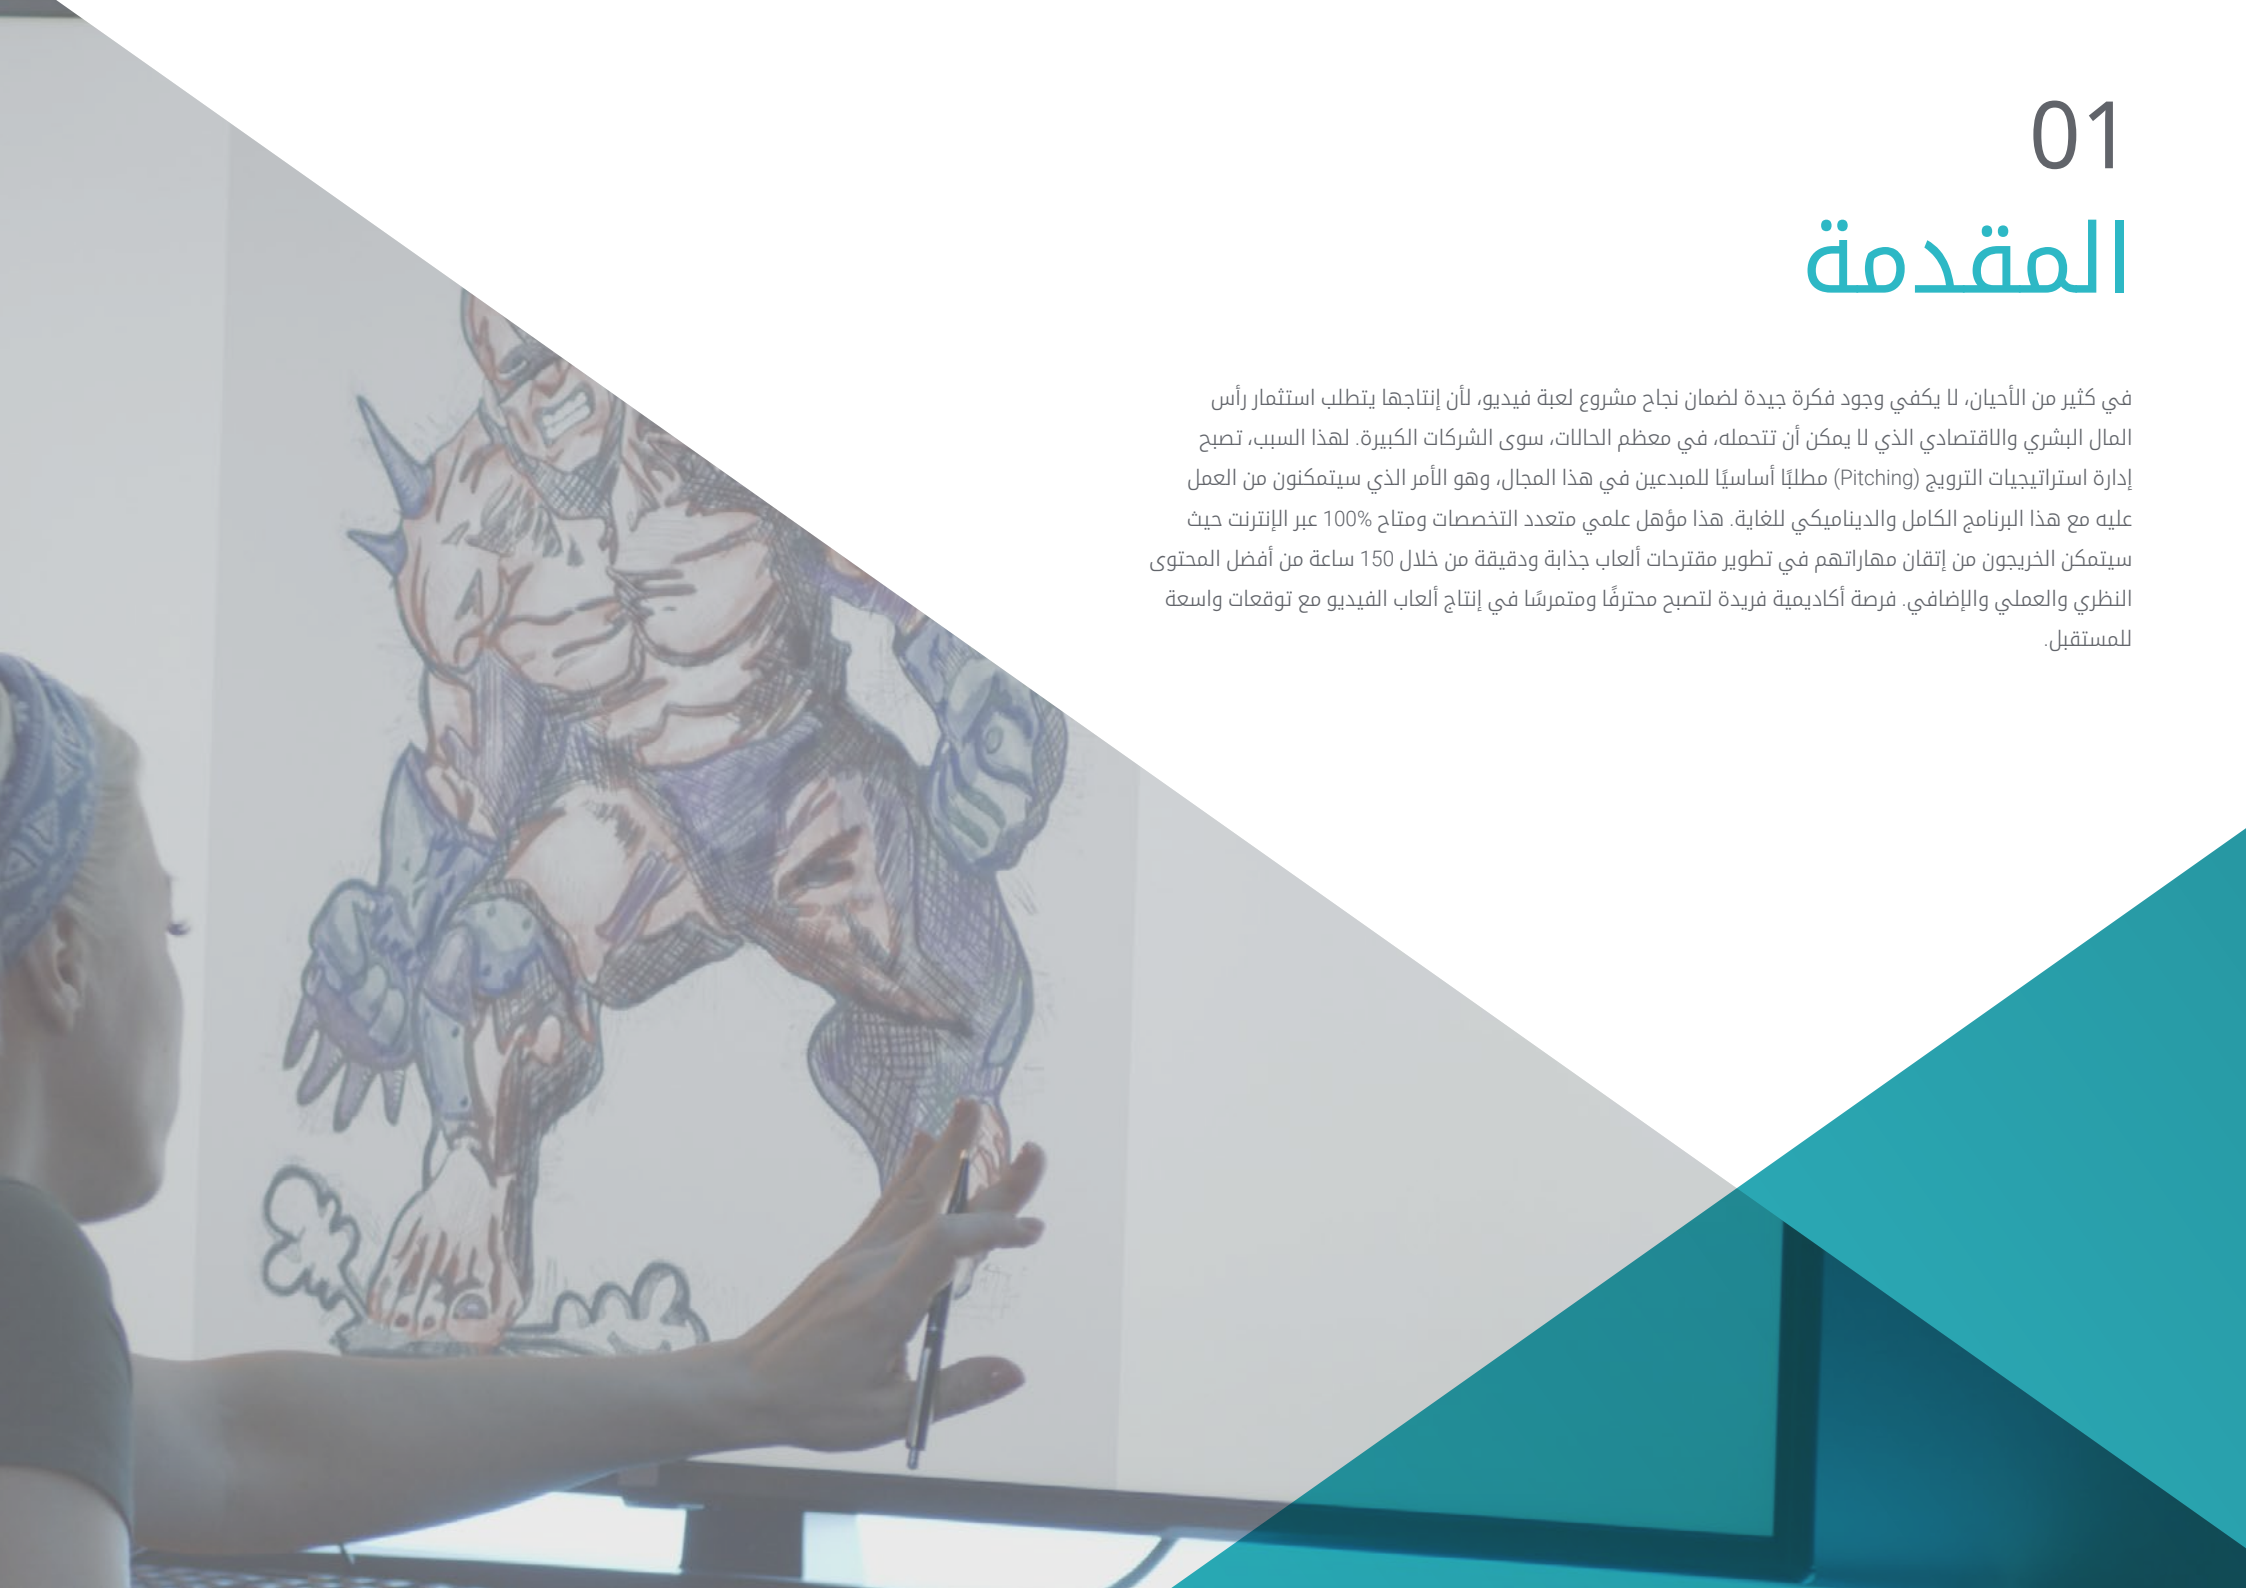 01
المقدمة
في كثير من الأحيان، لا يكفي وجود فكرة جيدة لضمان نجاح مشروع لعبة فيديو، لأن إنتاجها يتطلب استثمار رأس
المال البشري والاقتصادي الذي لا يمكن أن تتحمله، في معظم الحالات، سوى الشركات الكبيرة. لهذا السبب، تصبح
إدارة استراتيجيات الترويج (Pitching) مطلبًا أساسيًا للمبدعين في هذا المجال، وهو الأمر الذي سيتمكنون من العمل
عليه مع هذا البرنامج الكامل والديناميكي للغاية. هذا مؤهل علمي متعدد التخصصات ومتاح %100 عبر الإنترنت حيث
سيتمكن الخريجون من إتقان مهاراتهم في تطوير مقترحات ألعاب جذابة ودقيقة من خلال 150 ساعة من أفضل المحتوى
النظري والعملي والإضافي. فرصة أكاديمية فريدة لتصبح محترفًا ومتمرسًا في إنتاج ألعاب الفيديو مع توقعات واسعة
للمستقبل.